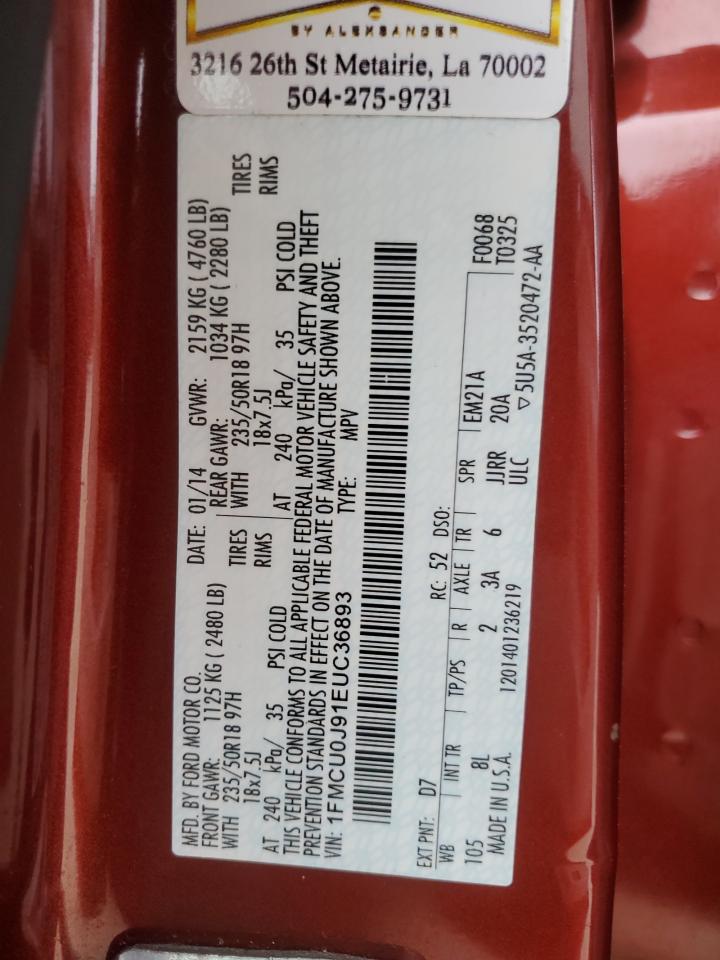 BY ALEKSANDER
3216 26th St Metairie, La 70002
504-275-9731
MFD. BY FORD MOTOR CO.
DATE: 01/14 GVWR: 2159 KG ( 4760 LB)
FRONT GAWR: 1125 KG ( 2480 LB)
REAR GAWR: 1034 KG ( 2280 LB)
WITH 235/50R18 97H TIRES
WITH 235/50R18 97H TIRES
18x7.5J RIMS
18x7.5J RIMS
AT 240 kPa/ 35 PSI COLD
AT 240 kPa/ 35 PSI COLD
THIS VEHICLE CONFORMS TO ALL APPLICABLE FEDERAL MOTOR VEHICLE SAFETY AND THEFT
PREVENTION STANDARDS IN EFFECT ON THE DATE OF MANUFACTURE SHOWN ABOVE.
VIN: 1FMCU0J91EUC36893 TYPE: MPV
EXT PNT: D7 RC: 52 DSO: F0068
T0325
WB INT TR TP/PS R AXLE TR SPR EM21A
105 8L 2 3A 6 JJRR 20A
MADE IN U.S.A. 1201401236219 ULC ▽ 5U5A-3520472-AA